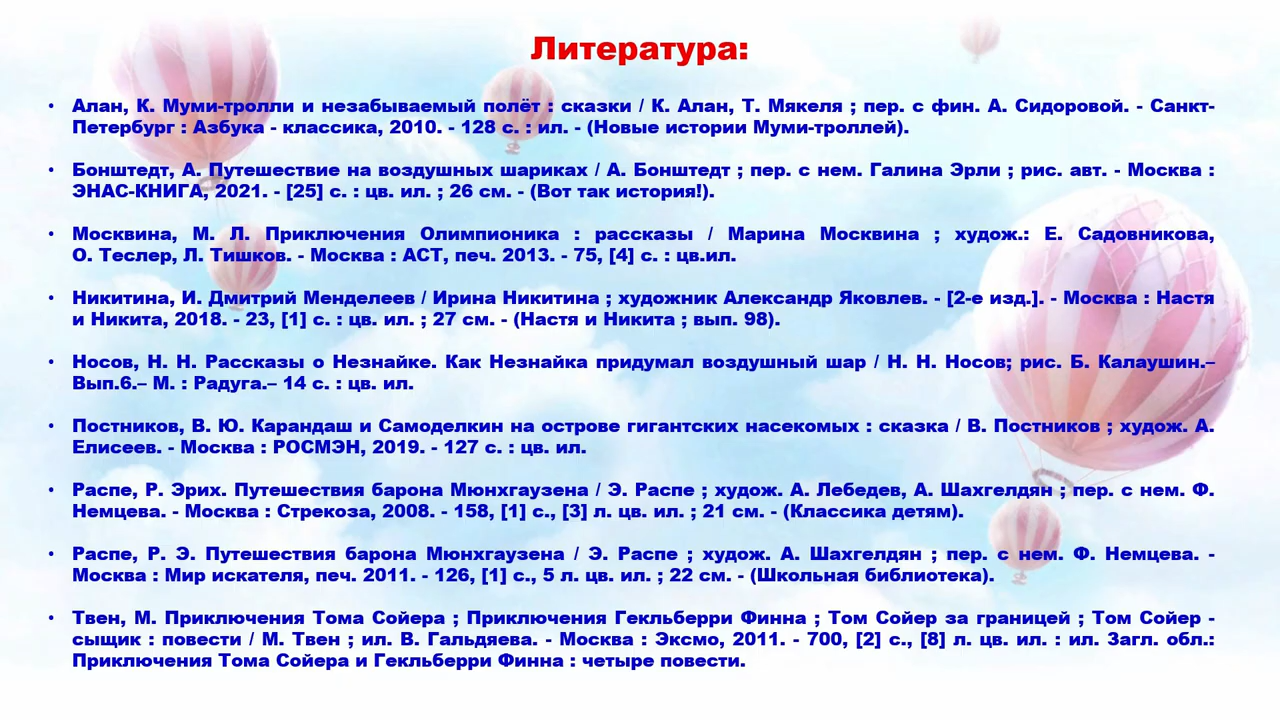 Литература:
• Алан, К. Муми-тролли и незабываемый полёт : сказки / К. Алан, Т. Мякеля ; пер. с фин. А. Сидоровой. - Санкт-
Петербург : Азбука - классика, 2010. - 128 с. : ил. - (Новые истории Муми-троллей).
• Бонштедт, А. Путешествие на воздушных шариках / А. Бонштедт ; пер. с нем. Галина Эрли ; рис. авт. - Москва :
ЭНАС-КНИГА, 2021. - [25] с. : цв. ил. ; 26 см. - (Вот так история!).
• Москвина, М. Л. Приключения Олимпионика : рассказы / Марина Москвина ; худож.: Е. Садовникова,
О. Теслер, Л. Тишков. - Москва : АСТ, печ. 2013. - 75, [4] с. : цв.ил.
• Никитина, И. Дмитрий Менделеев / Ирина Никитина ; художник Александр Яковлев. - [2-е изд.]. - Москва : Настя
и Никита, 2018. - 23, [1] с. : цв. ил. ; 27 см. - (Настя и Никита ; вып. 98).
• Носов, Н. Н. Рассказы о Незнайке. Как Незнайка придумал воздушный шар / Н. Н. Носов; рис. Б. Калаушин.–
Вып.6.– М. : Радуга.– 14 с. : цв. ил.
• Постников, В. Ю. Карандаш и Самоделкин на острове гигантских насекомых : сказка / В. Постников ; худож. А.
Елисеев. - Москва : РОСМЭН, 2019. - 127 с. : цв. ил.
• Распе, Р. Эрих. Путешествия барона Мюнхгаузена / Э. Распе ; худож. А. Лебедев, А. Шахгелдян ; пер. с нем. Ф.
Немцева. - Москва : Стрекоза, 2008. - 158, [1] с., [3] л. цв. ил. ; 21 см. - (Классика детям).
• Распе, Р. Э. Путешествия барона Мюнхгаузена / Э. Распе ; худож. А. Шахгелдян ; пер. с нем. Ф. Немцева. -
Москва : Мир искателя, печ. 2011. - 126, [1] с., 5 л. цв. ил. ; 22 см. - (Школьная библиотека).
• Твен, М. Приключения Тома Сойера ; Приключения Гекльберри Финна ; Том Сойер за границей ; Том Сойер -
сыщик : повести / М. Твен ; ил. В. Гальдяева. - Москва : Эксмо, 2011. - 700, [2] с., [8] л. цв. ил. : ил. Загл. обл.:
Приключения Тома Сойера и Гекльберри Финна : четыре повести.